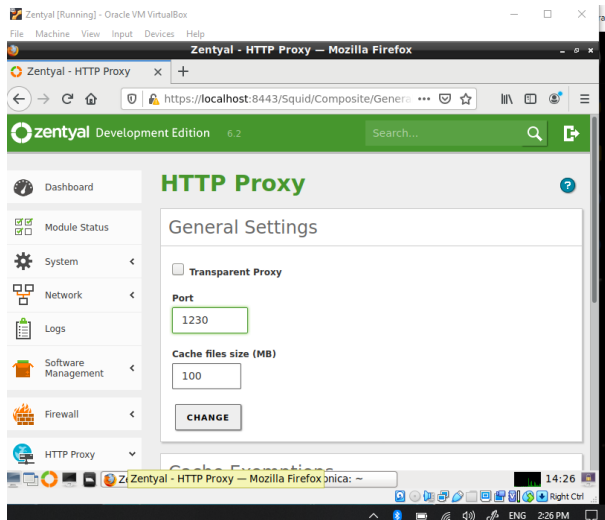 Zentyal [Running] - Oracle VM VirtualBox
File Machine View Input Devices Help
Zentyal - HTTP Proxy — Mozilla Firefox
Zentyal - HTTP Proxy
https://localhost:8443/Squid/Composite/Genera
zentyal Development Edition 6.2
Search...
Dashboard
Module Status
System
Network
Logs
Software
Management
Firewall
HTTP Proxy
HTTP Proxy
General Settings
Transparent Proxy
Port
1230
Cache files size (MB)
100
CHANGE
Cache Exemptions
Zentyal - HTTP Proxy — Mozilla Firefox
onica: ~
14:26
Right Ctrl
ENG 2:26 PM